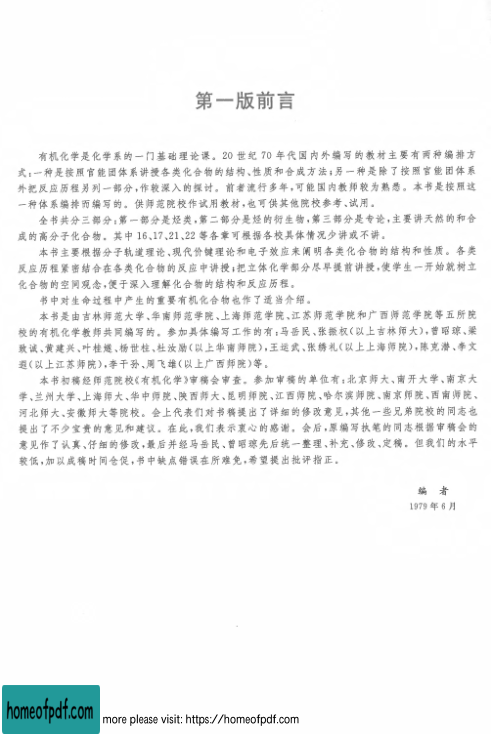 第一版前言
有机化学是化学系的一门基础理论课。20 世纪 70 年代国内外编写的教材主要有两种编排方
式:一种是按照官能团体系讲授各类化合物的结构、性质和合成方法;另一种是除了按照官能团体系
外把反应历程另列一部分,作较深入的探讨。前者流行多年,可能国内教师较为熟悉。本书是按照这
一种体系编排而编写的。供师范院校作试用教材,也可供其他院校参考、试用。
全书共分三部分:第一部分是烃类,第二部分是烃的衍生物,第三部分是专论,主要讲天然的和合
成的高分子化合物。其中 16、17、21、22 等各章可根据各校具体情况少讲或不讲。
本书主要根据分子轨道理论、现代价键理论和电子效应来阐明各类化合物的结构和性质。各类
反应历程紧密结合在各类化合物的反应中讲授;把立体化学部分尽早提前讲授,使学生一开始就树立
化合物的空间观念,便于深入理解化合物的结构和反应历程。
书中对生命过程中产生的重要有机化合物也作了适当介绍。
本书是由吉林师范大学、华南师范学院、上海师范学院、江苏师范学院和广西师范学院等五所院
校的有机化学教师共同编写的。参加具体编写工作的有:马岳民、张振权(以上吉林师大),曾昭琼、梁
致诚、黄建兴、叶桂燧、杨世柱、杜汝励(以上华南师院),王运武、张绣礼(以上上海师院),陈克潜、李文
遐(以上江苏师院),李干孙、周飞雄(以上广西师院)等。
本书初稿经师范院校《有机化学》审稿会审查。参加审稿的单位有:北京师大、南开大学、南京大
学、兰州大学、上海师大、华中师院、陕西师大、昆明师院、江西师院、哈尔滨师院、南京师院、西南师院、
河北师大、安徽师大等院校。会上代表们对书稿提出了详细的修改意见,其他一些兄弟院校的同志也
提出了不少宝贵的意见和建议。在此,我们表示衷心的感谢。会后,原编写执笔的同志根据审稿会的
意见作了认真、仔细的修改,最后并经马岳民、曾昭琼先后统一整理、补充、修改、定稿。但我们的水平
较低,加以成稿时间仓促,书中缺点错误在所难免,希望提出批评指正。
编 者
1979 年 6 月
homeofpdf.com
more please visit: https://homeofpdf.com